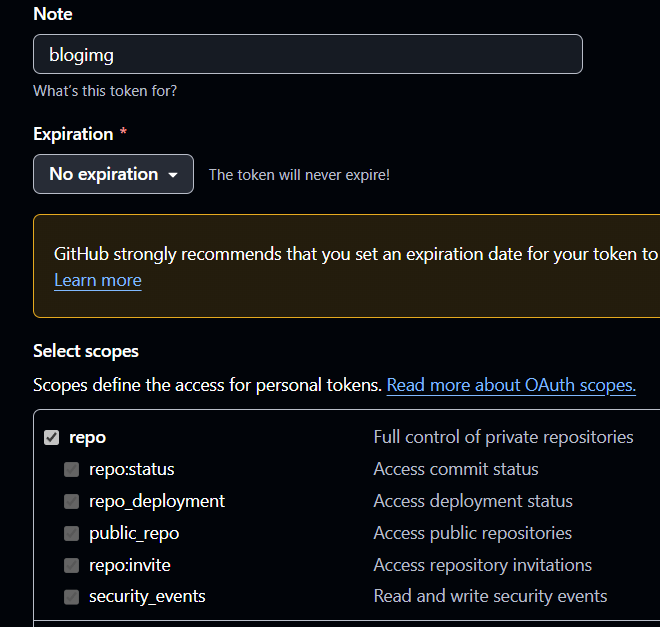 Note
blogimg
What's this token for?
Expiration *
No expiration The token will never expire!
GitHub strongly recommends that you set an expiration date for your token to
Learn more
Select scopes
Scopes define the access for personal tokens. Read more about OAuth scopes.
repo Full control of private repositories
repo:status Access commit status
repo_deployment Access deployment status
public_repo Access public repositories
repo:invite Access repository invitations
security_events Read and write security events